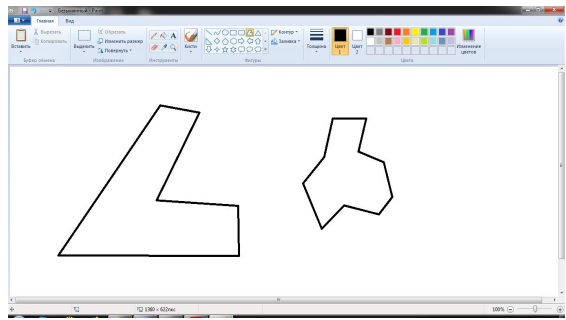 Безымянный - Paint
Главная Вид
Вставить
Вырезать
Копировать
Буфер обмена
Выделить
Обрезать
Изменить размер
Повернуть
Изображение
Инструменты
Кисти
Контур
Заливка
Фигуры
Толщина
Цвет 1
Цвет 2
Изменение цветов
Цвета
1380 × 622пкс
100%